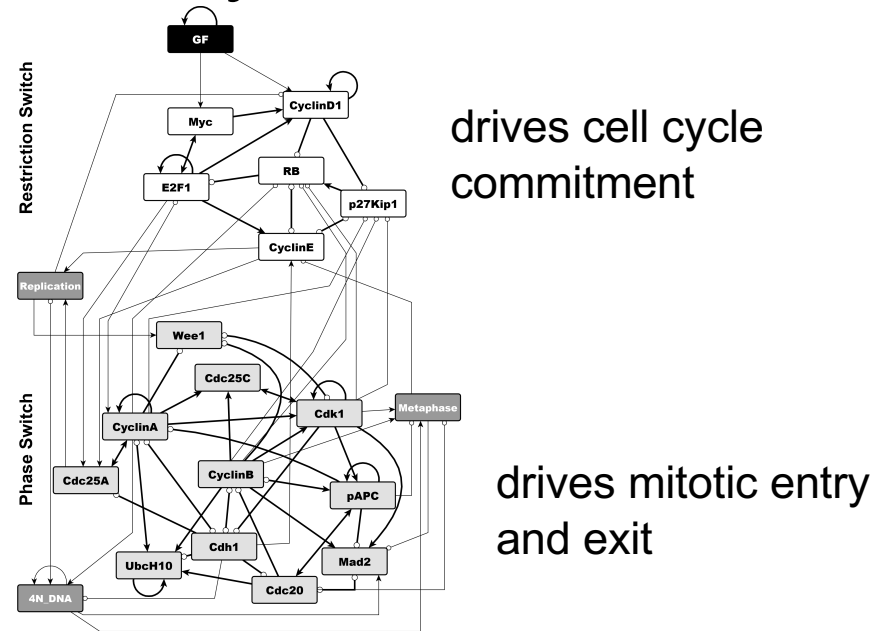 GF
Restriction Switch
CyclinD1
Myc
drives cell cycle
commitment
RB
E2F1
p27Kip1
CyclinE
Replication
Wee1
Cdc25C
Cdk1
Metaphase
CyclinA
Phase Switch
Cdc25A
CyclinB
pAPC
drives mitotic entry
and exit
Cdh1
Mad2
UbcH10
Cdc20
4N_DNA